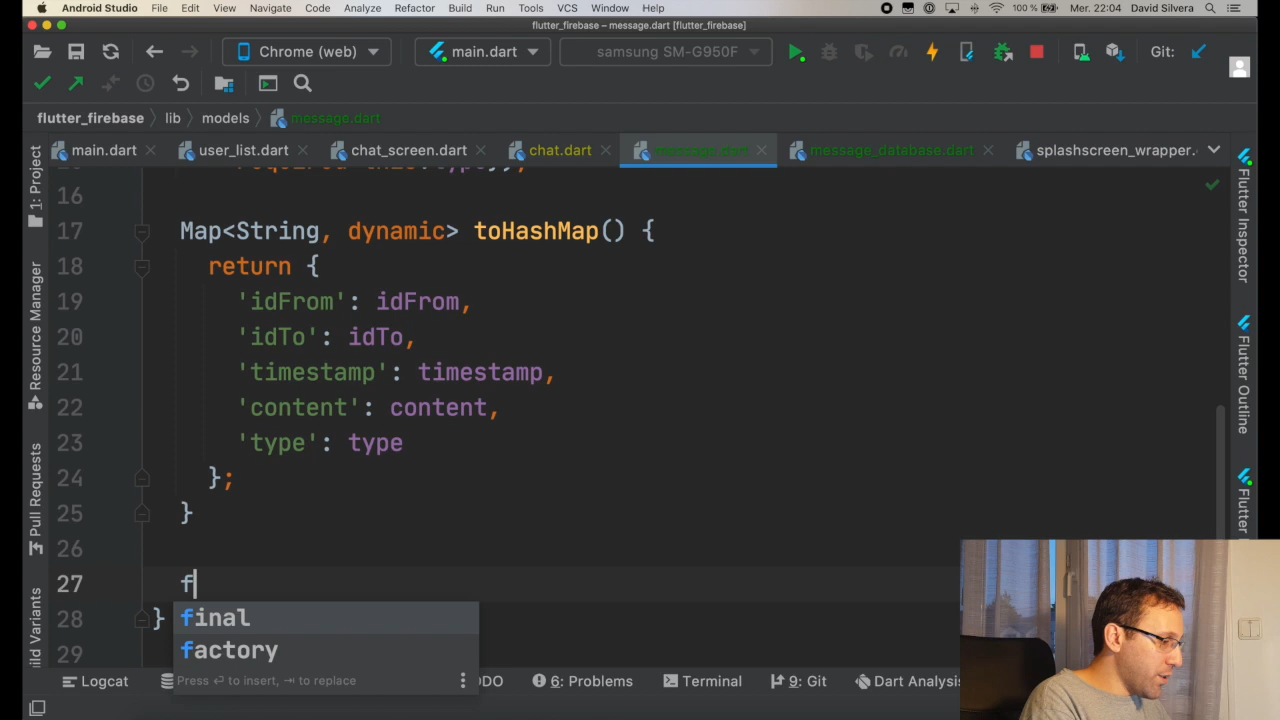 Android Studio File Edit View Navigate Code Analyze Refactor Build Run Tools VCS Window Help 100 % Mer. 22:04 David Silvera
flutter_firebase – message.dart [flutter_firebase]
Chrome (web) main.dart samsung SM-G950F Git:
flutter_firebase lib models message.dart
main.dart user_list.dart chat_screen.dart chat.dart message.dart message_database.dart splashscreen_wrapper.
16
17 Map<String, dynamic> toHashMap() {
18 return {
19 'idFrom': idFrom,
20 'idTo': idTo,
21 'timestamp': timestamp,
22 'content': content,
23 'type': type
24 };
25 }
26
27 f
28 }
29
final
factory
Press ⏎ to insert, ⇥ to replace
1: Project
Resource Manager
Pull Requests
ild Variants
Flutter Inspector
Flutter Outline
Flutter
Logcat ODO 6: Problems Terminal 9: Git Dart Analysi